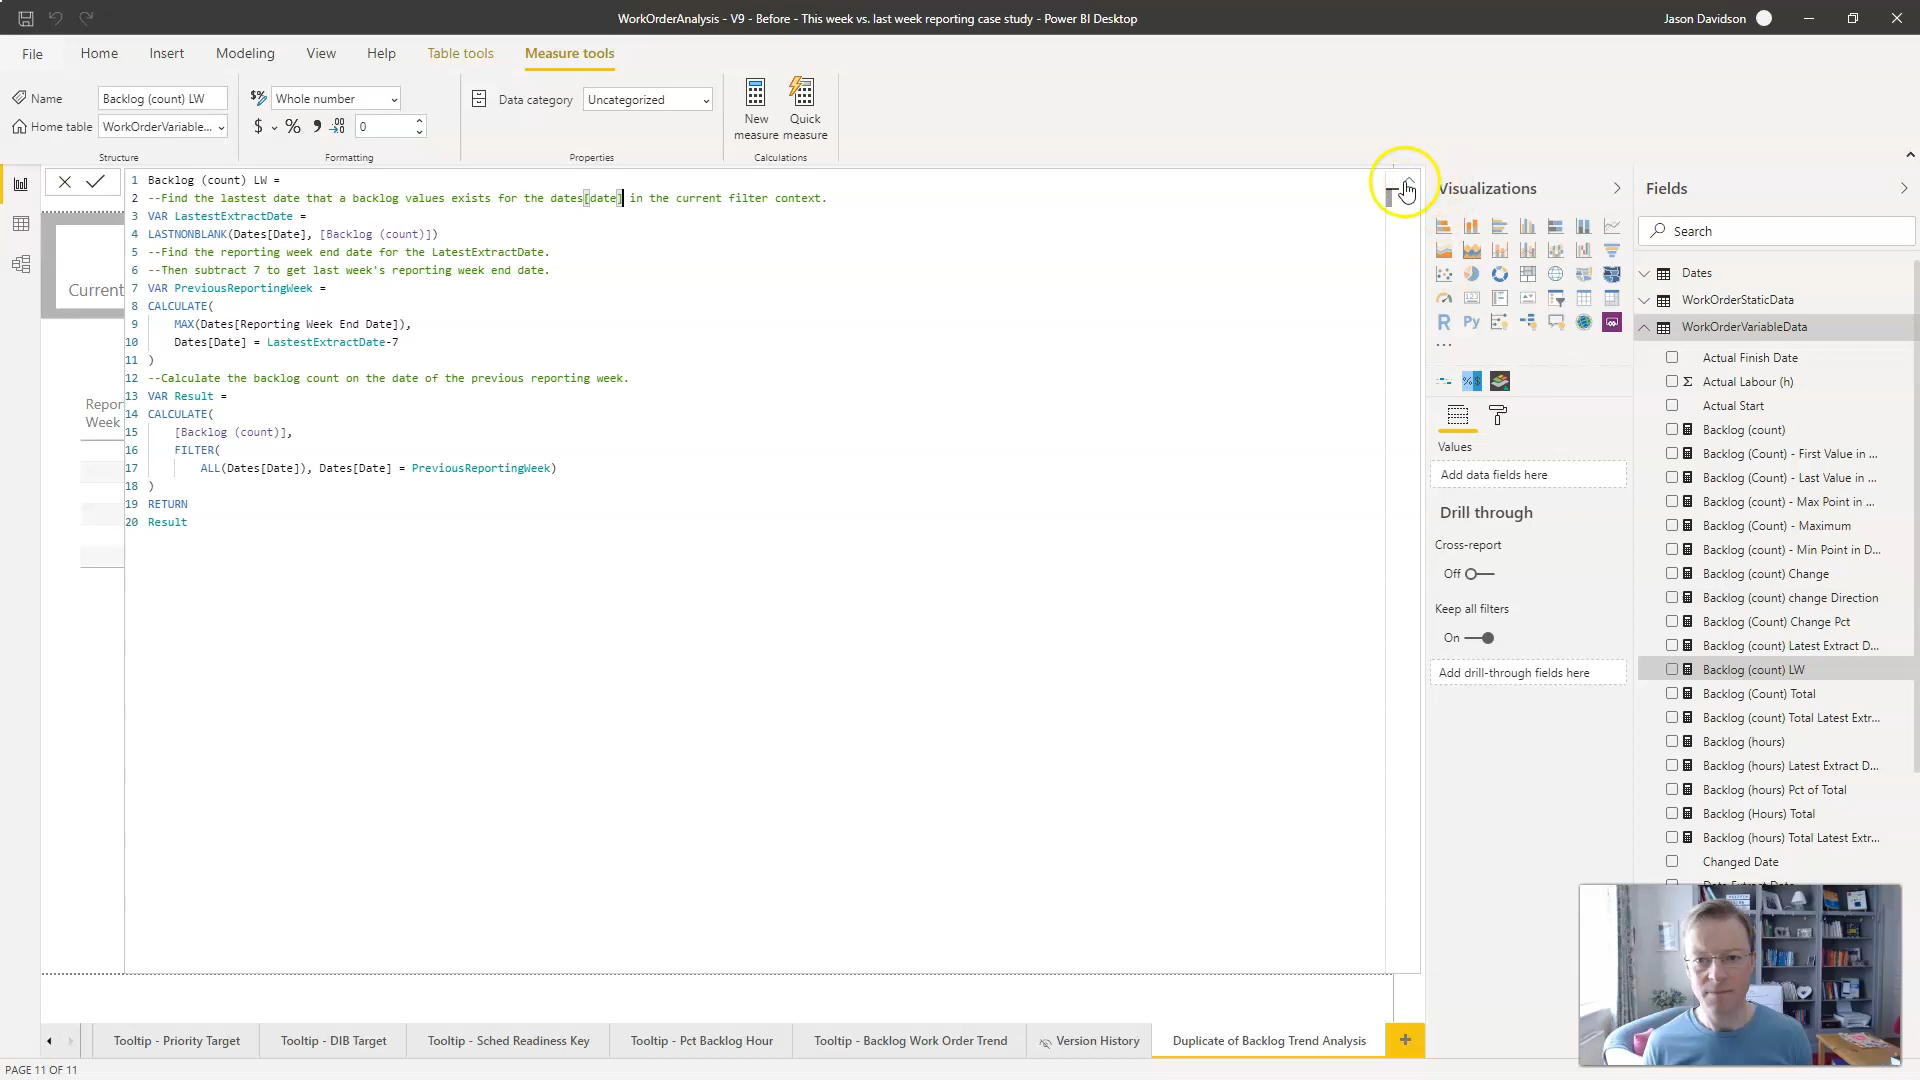 WorkOrderAnalysis - V9 - Before - This week vs. last week reporting case study - Power BI Desktop
Jason Davidson
File
Home
Insert
Modeling
View
Help
Table tools
Measure tools
Name
Backlog (count) LW
Home table
WorkOrderVariable...
Structure
Whole number
$
%
0
Formatting
Data category
Uncategorized
Properties
New measure
Quick measure
Calculations
1 Backlog (count) LW =
2 --Find the lastest date that a backlog values exists for the dates[date] in the current filter context.
3 VAR LastestExtractDate =
4 LASTNONBLANK(Dates[Date], [Backlog (count)])
5 --Find the reporting week end date for the LatestExtractDate.
6 --Then subtract 7 to get last week's reporting week end date.
7 VAR PreviousReportingWeek =
8 CALCULATE(
9 MAX(Dates[Reporting Week End Date]),
10 Dates[Date] = LastestExtractDate-7
11 )
12 --Calculate the backlog count on the date of the previous reporting week.
13 VAR Result =
14 CALCULATE(
15 [Backlog (count)],
16 FILTER(
17 ALL(Dates[Date]), Dates[Date] = PreviousReportingWeek)
18 )
19 RETURN
20 Result
Current
Repor
Week
Visualizations
R
Py
...
Values
Add data fields here
Drill through
Cross-report
Off
Keep all filters
On
Add drill-through fields here
Fields
Search
Dates
WorkOrderStaticData
WorkOrderVariableData
Actual Finish Date
Σ Actual Labour (h)
Actual Start
Backlog (count)
Backlog (Count) - First Value in ...
Backlog (Count) - Last Value in ...
Backlog (count) - Max Point in ...
Backlog (Count) - Maximum
Backlog (count) - Min Point in D...
Backlog (count) Change
Backlog (count) change Direction
Backlog (Count) Change Pct
Backlog (count) Latest Extract D...
Backlog (count) LW
Backlog (Count) Total
Backlog (count) Total Latest Extr...
Backlog (hours)
Backlog (hours) Latest Extract D...
Backlog (hours) Pct of Total
Backlog (Hours) Total
Backlog (hours) Total Latest Extr...
Changed Date
Tooltip - Priority Target
Tooltip - DIB Target
Tooltip - Sched Readiness Key
Tooltip - Pct Backlog Hour
Tooltip - Backlog Work Order Trend
Version History
Duplicate of Backlog Trend Analysis
+
PAGE 11 OF 11